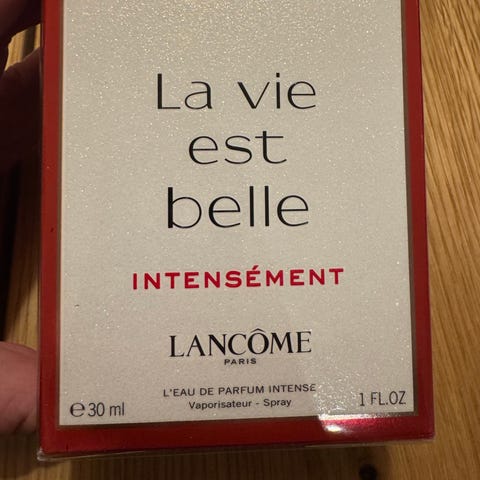 La vie
est
belle
INTENSÉMENT
LANCÔME
PARIS
L'EAU DE PARFUM INTENSE
Vaporisateur - Spray
℮30 ml
1 FL.OZ